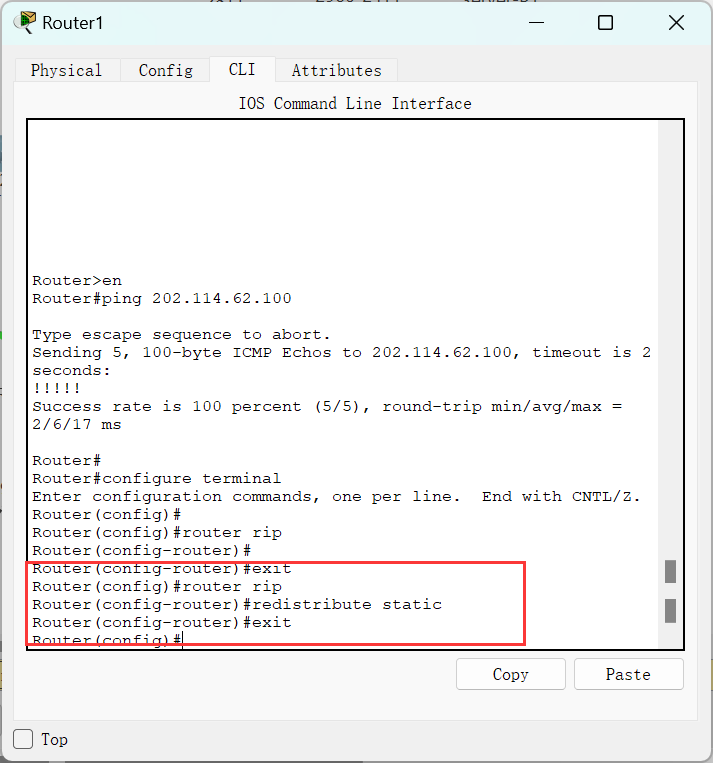 Router1
Physical Config CLI Attributes
IOS Command Line Interface
Router>en
Router#ping 202.114.62.100
Type escape sequence to abort.
Sending 5, 100-byte ICMP Echos to 202.114.62.100, timeout is 2
seconds:
!!!!!
Success rate is 100 percent (5/5), round-trip min/avg/max =
2/6/17 ms
Router#
Router#configure terminal
Enter configuration commands, one per line.  End with CNTL/Z.
Router(config)#
Router(config)#router rip
Router(config-router)#
Router(config-router)#exit
Router(config)#router rip
Router(config-router)#redistribute static
Router(config-router)#exit
Router(config)#
Copy Paste
Top